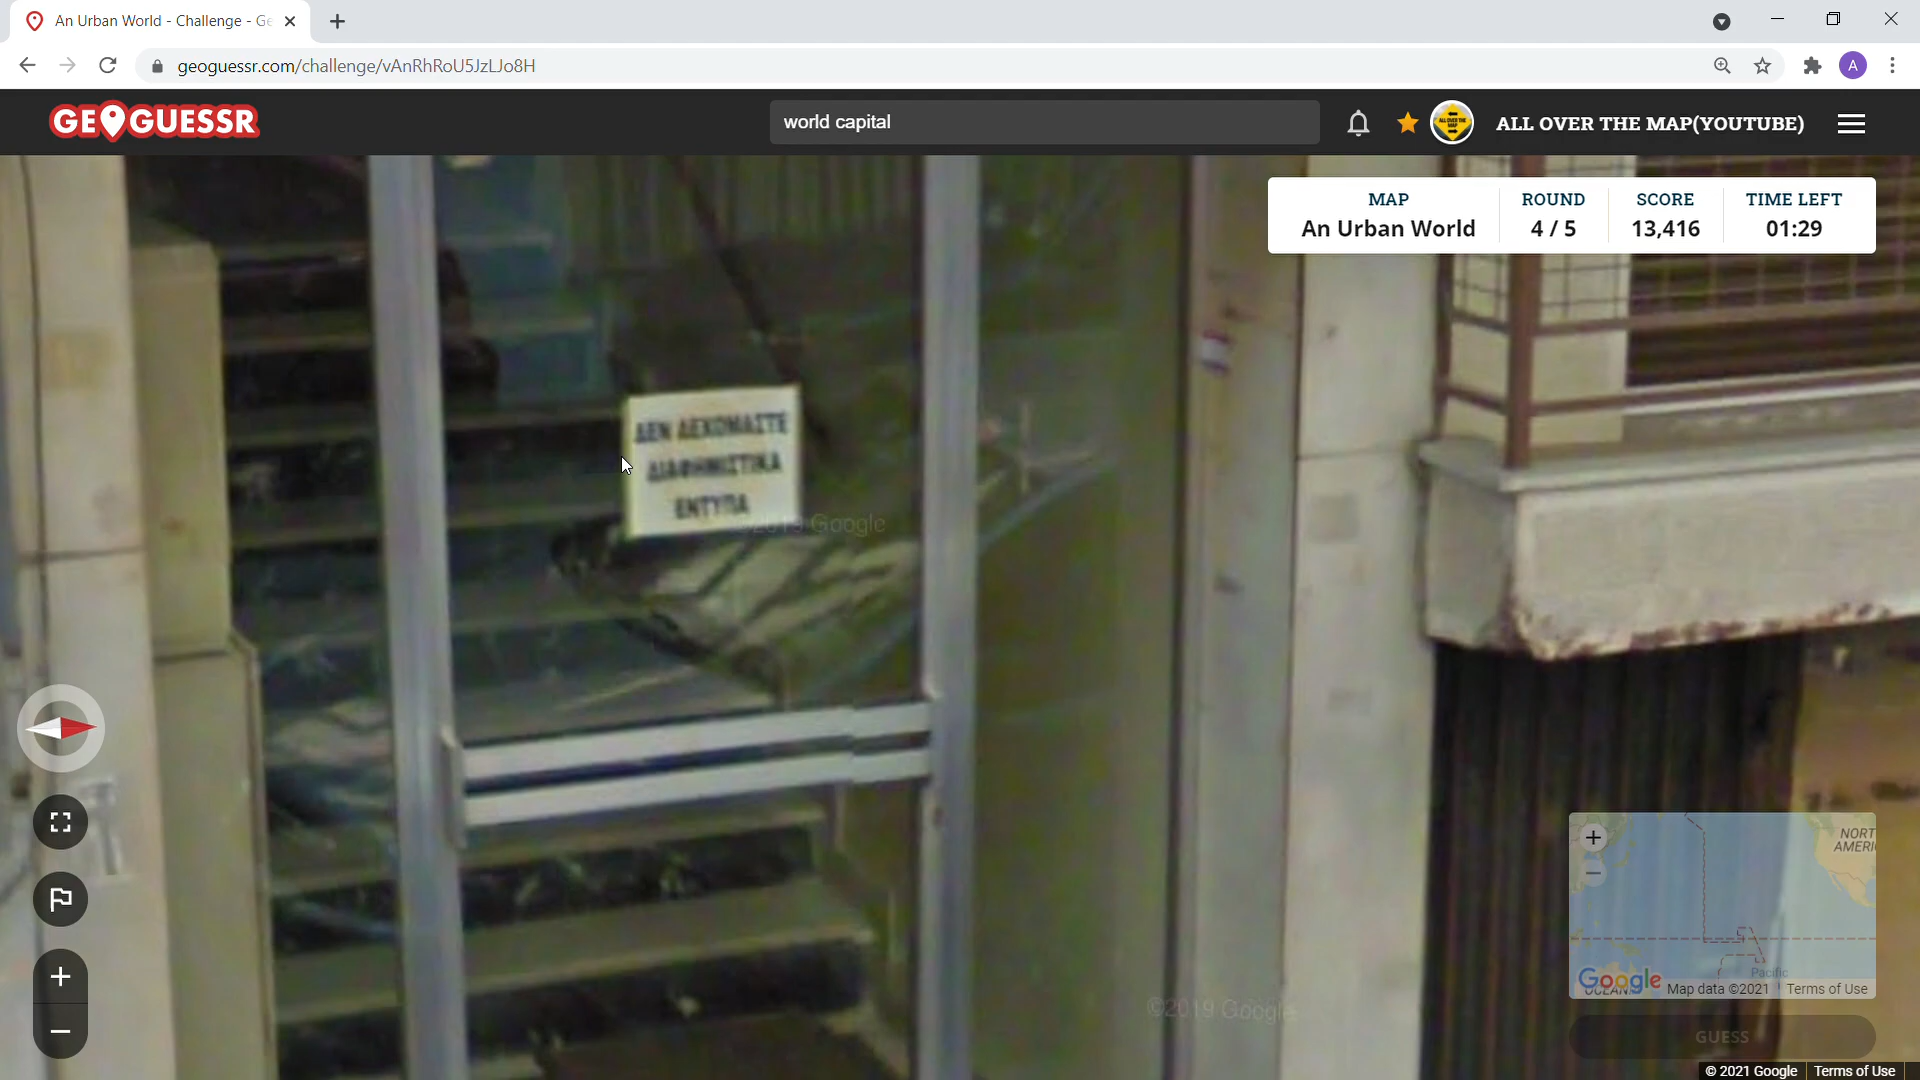 An Urban World - Challenge - Ge
geoguessr.com/challenge/vAnRhRoU5JzLJo8H
A
GEOGUESSR
world capital
ALL OVER THE MAP(YOUTUBE)
MAP
An Urban World
ROUND
4 / 5
SCORE
13,416
TIME LEFT
01:29
ΔΕΝ ΔΕΧΟΜΑΣΤΕ
ΔΙΑΦΗΜΙΣΤΙΚΑ
ΕΝΤΥΠΑ
©2019 Google
©2019 Google
NORT
AMERI
Pacific
OCEAN
Google
Map data ©2021
Terms of Use
GUESS
© 2021 Google
Terms of Use